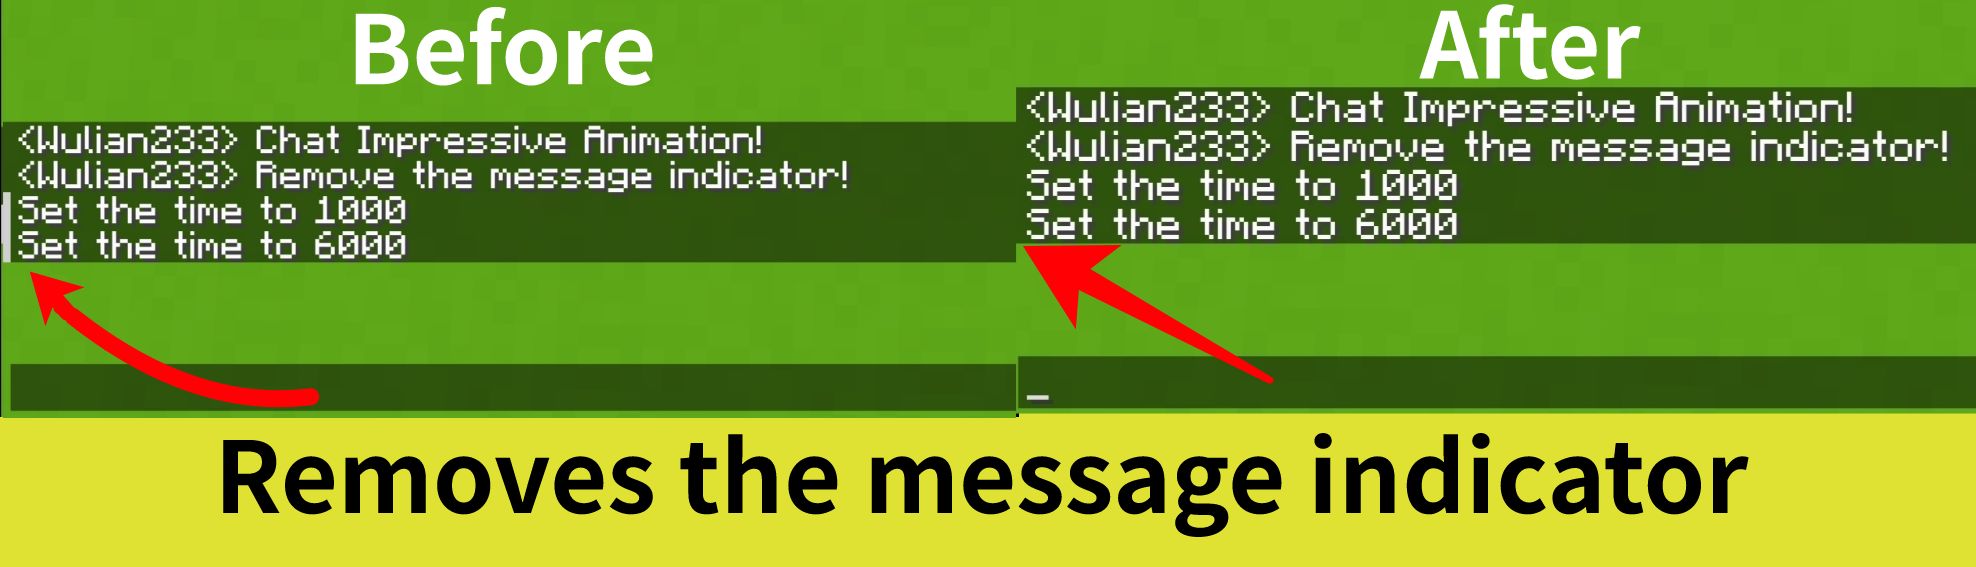 Before
<Wulian233> Chat Impressive Animation!
<Wulian233> Remove the message indicator!
Set the time to 1000
Set the time to 6000
After
<Wulian233> Chat Impressive Animation!
<Wulian233> Remove the message indicator!
Set the time to 1000
Set the time to 6000
_
Removes the message indicator